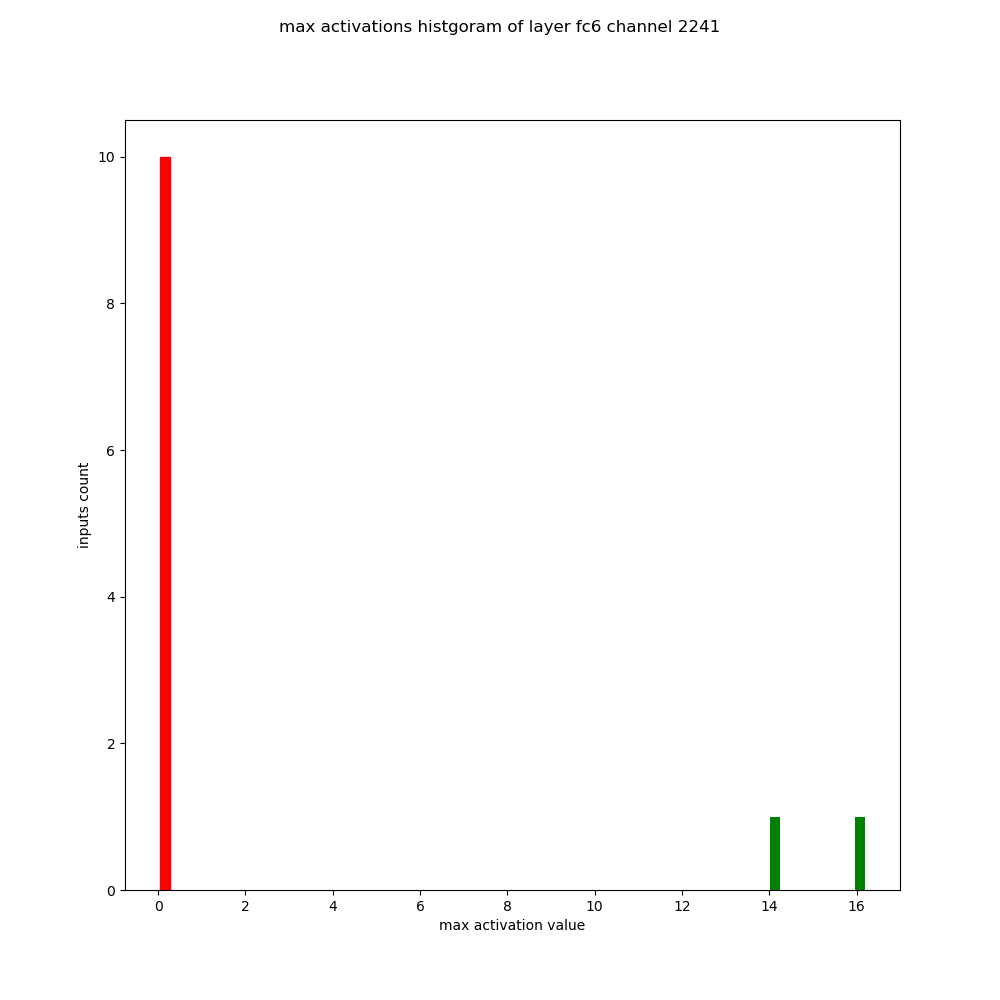 max activations histgoram of layer fc6 channel 2241
10
8
6
4
2
0
inputs count
0 2 4 6 8 10 12 14 16
max activation value